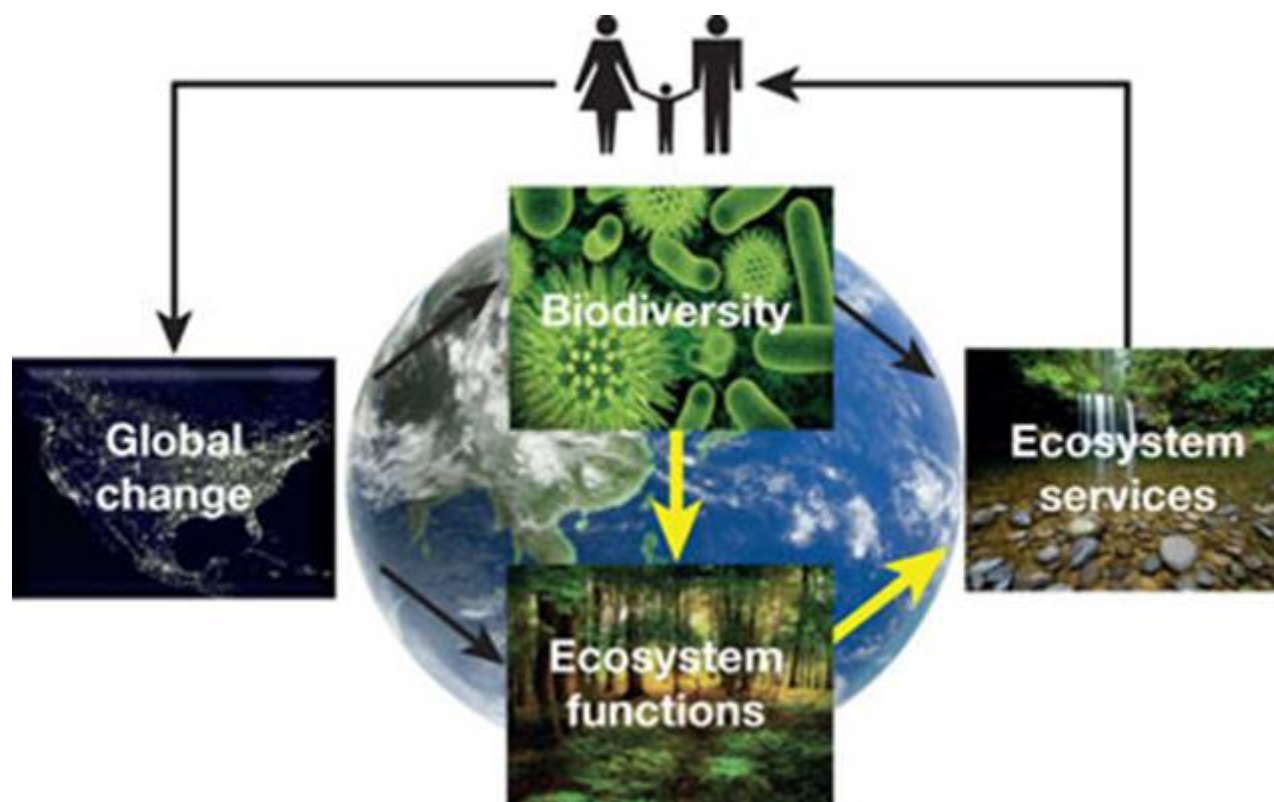 Biodiversity
Global
change
Ecosystem
services
Ecosystem
functions